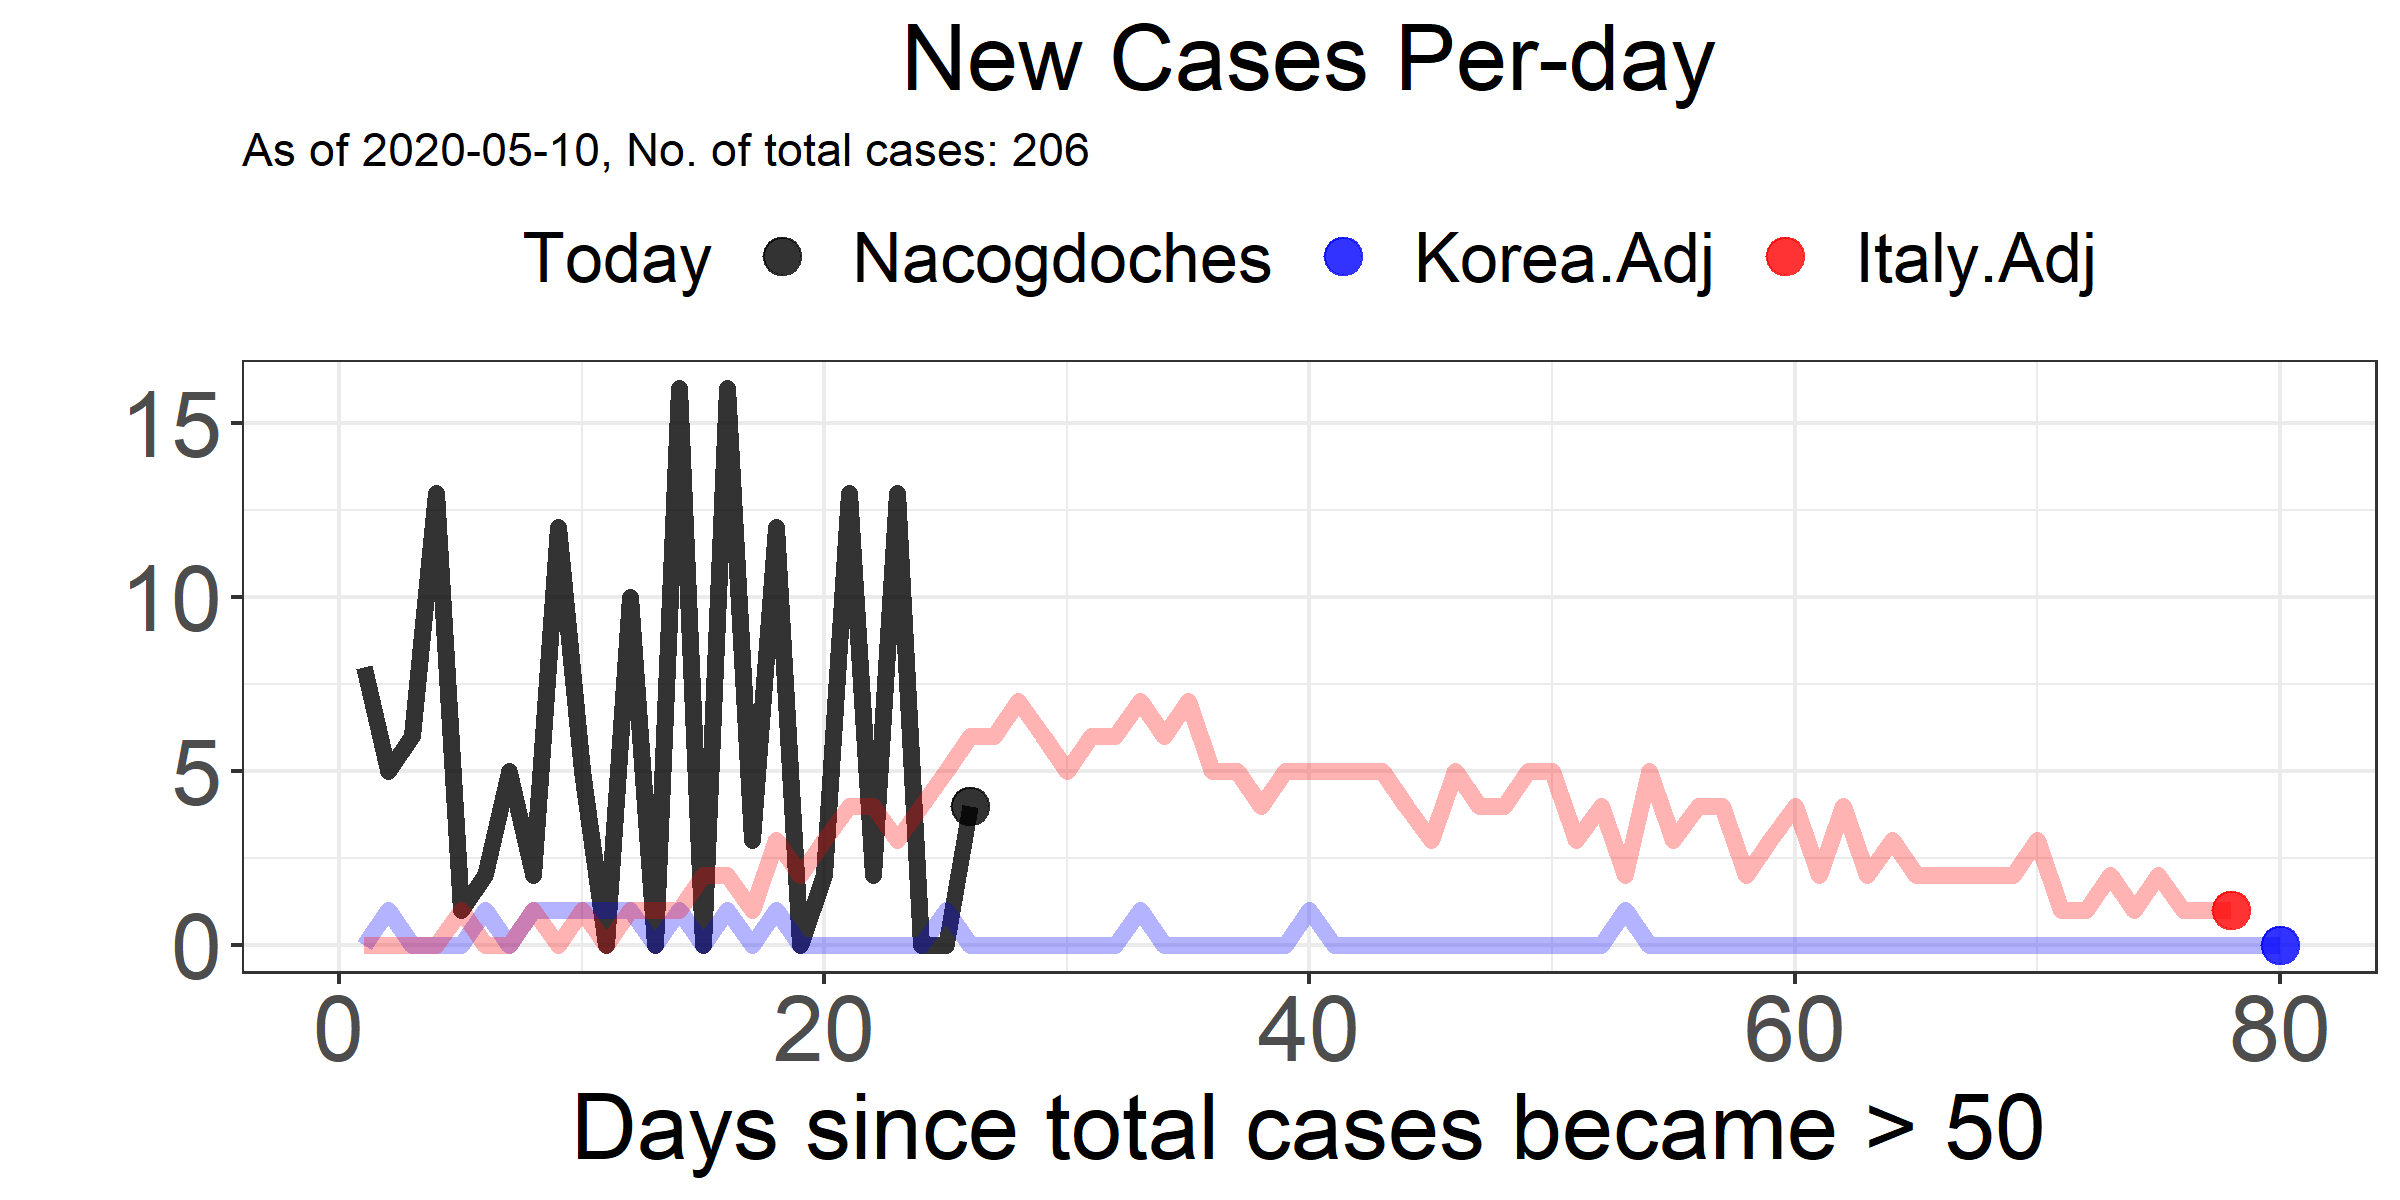 New Cases Per-day
As of 2020-05-10, No. of total cases: 206
Today Nacogdoches Korea.Adj Italy.Adj
15
10
5
0
0 20 40 60 80
Days since total cases became > 50